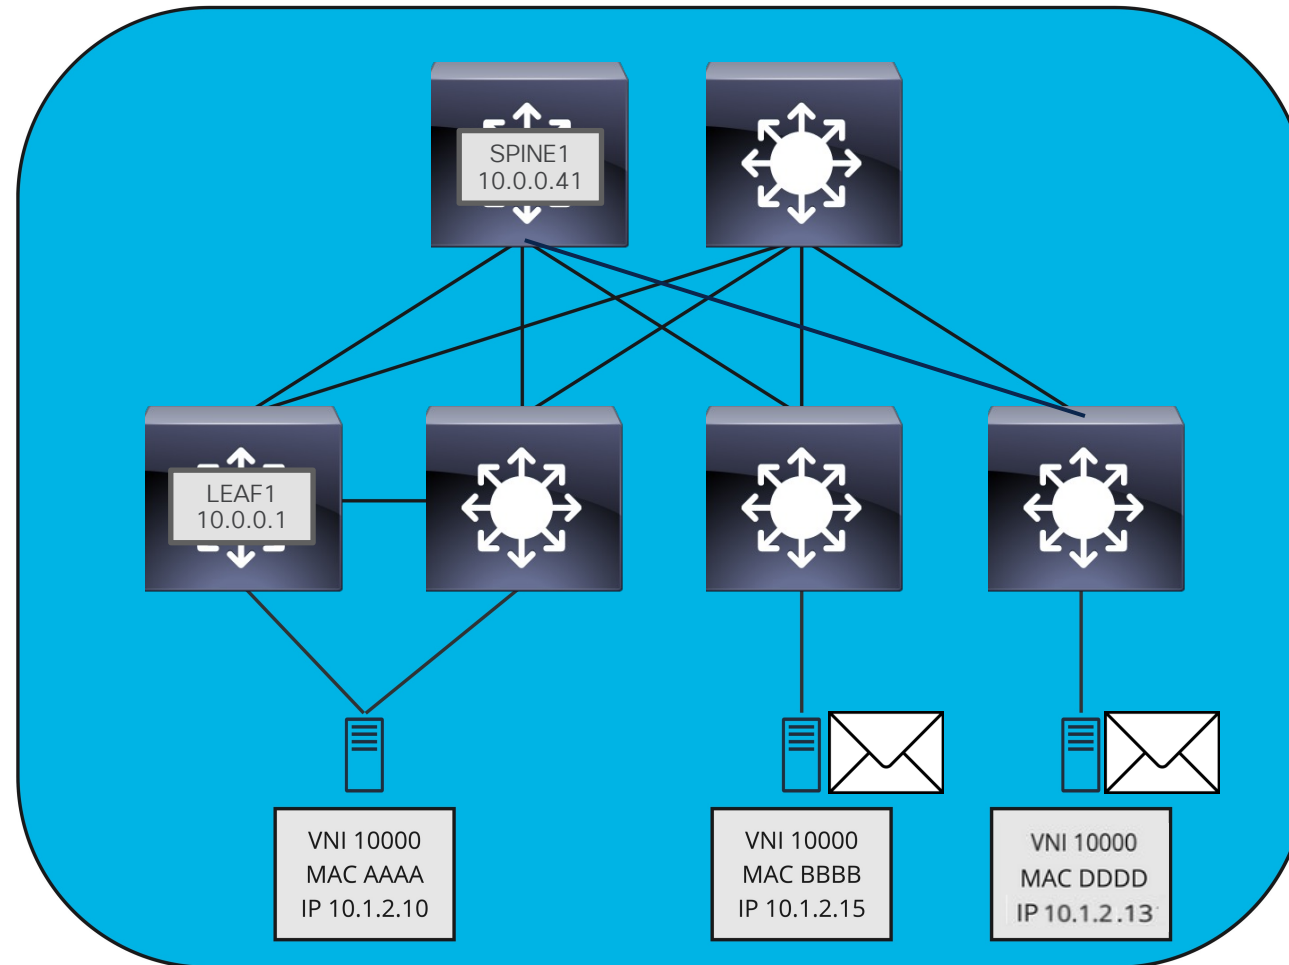 SPINE1
10.0.0.41
LEAF1
10.0.0.1
VNI 10000
MAC AAAA
IP 10.1.2.10
VNI 10000
MAC BBBB
IP 10.1.2.15
VNI 10000
MAC DDDD
IP 10.1.2.13